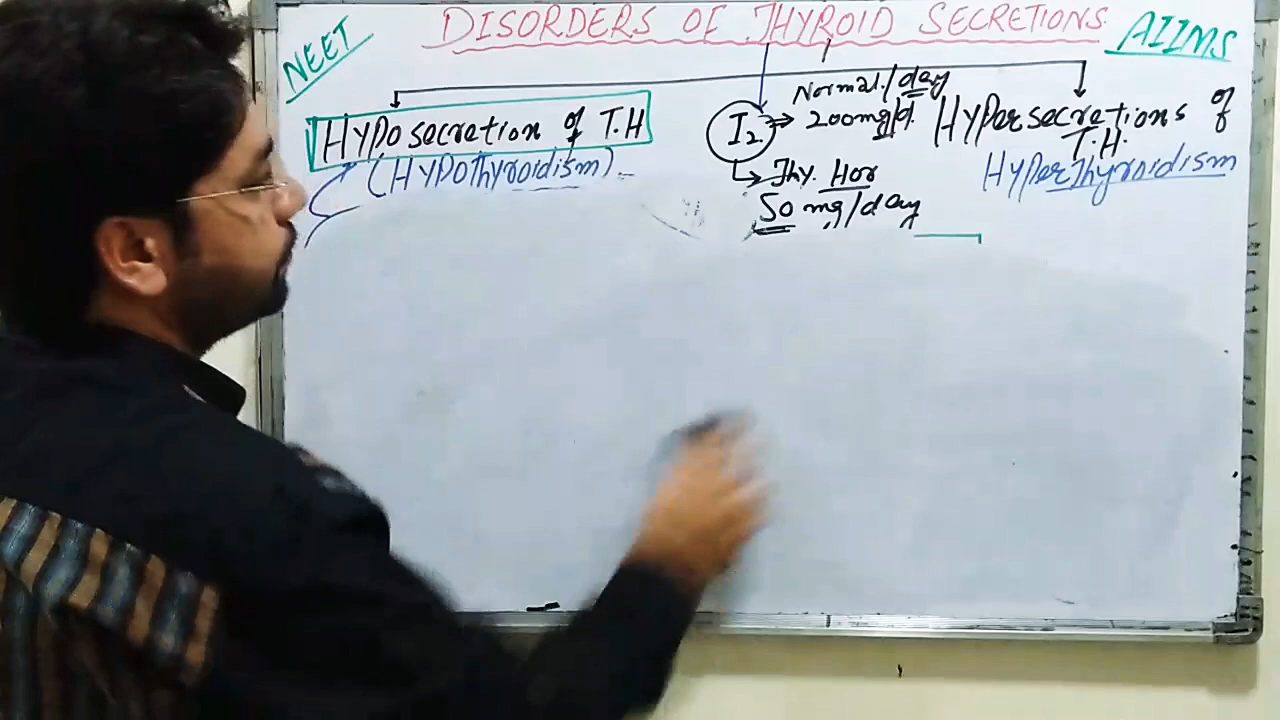 NEET
DISORDERS OF THYROID SECRETIONS
AIIMS
Hyposecretion of T.H
(Hypothyroidism)
I2
Normal/day
200mg/d.
Thy. Hor
50 mg/day
Hypersecretions of
T.H.
HyperThyroidism